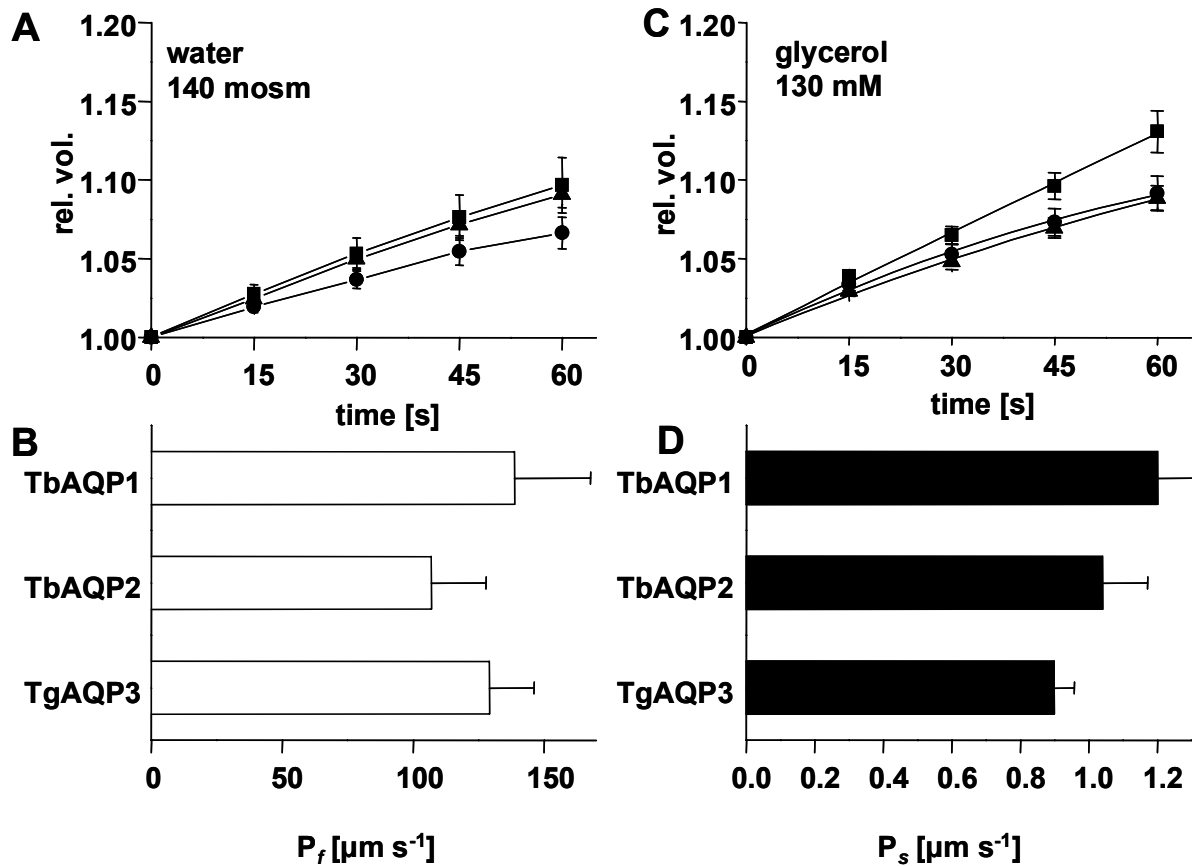 A
water
140 mosm
rel. vol.
1.20
1.15
1.10
1.05
1.00
0 15 30 45 60
time [s]
C
glycerol
130 mM
rel. vol.
1.20
1.15
1.10
1.05
1.00
0 15 30 45 60
time [s]
B
TbAQP1
TbAQP2
TgAQP3
0 50 100 150
Pf [µm s-1]
D
TbAQP1
TbAQP2
TgAQP3
0.0 0.2 0.4 0.6 0.8 1.0 1.2
Ps [µm s-1]